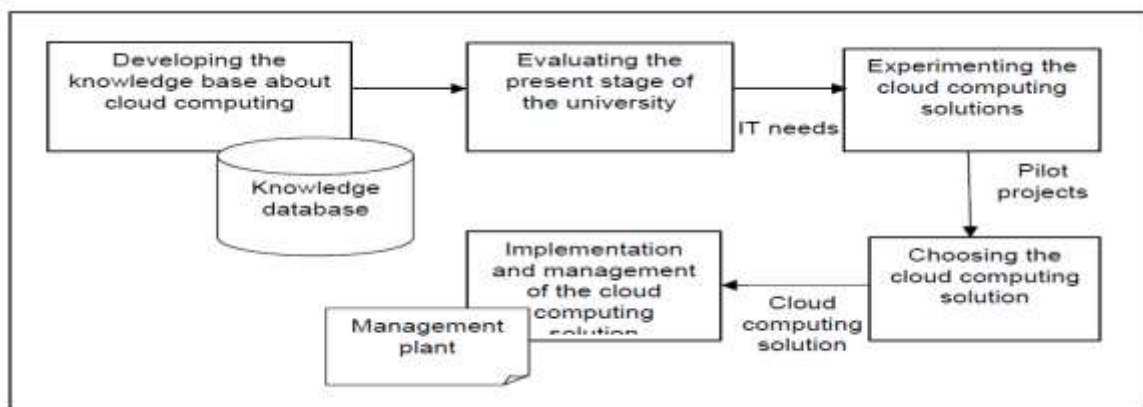 Developing the
knowledge base about
cloud computing
Knowledge
database
Evaluating the
present stage of
the university
IT needs
Experimenting the
cloud computing
solutions
Pilot
projects
Choosing the
cloud computing
solution
Cloud
computing
solution
Implementation
and management
of the cloud
computing
solution
Management
plant